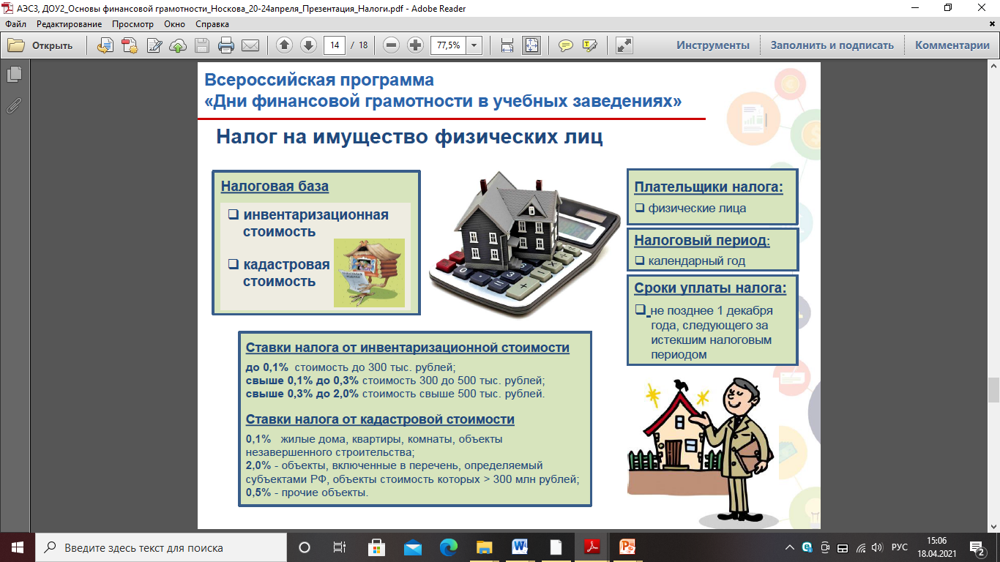 АЭС3, ДОУ2_Основы финансовой грамотности_Носкова_20-24апреля_Презентация_Налоги.pdf - Adobe Reader
Файл Редактирование Просмотр Окно Справка
Открыть 14 / 18 77,5% Инструменты Заполнить и подписать Комментарии
Всероссийская программа
«Дни финансовой грамотности в учебных заведениях»
Налог на имущество физических лиц
Налоговая база
инвентаризационная
стоимость
кадастровая
стоимость
Плательщики налога:
физические лица
Налоговый период:
календарный год
Сроки уплаты налога:
не позднее 1 декабря
года, следующего за
истекшим налоговым
периодом
Ставки налога от инвентаризационной стоимости
до 0,1% стоимость до 300 тыс. рублей;
свыше 0,1% до 0,3% стоимость 300 до 500 тыс. рублей;
свыше 0,3% до 2,0% стоимость свыше 500 тыс. рублей.
Ставки налога от кадастровой стоимости
0,1% жилые дома, квартиры, комнаты, объекты
незавершенного строительства;
2,0% - объекты, включенные в перечень, определяемый
субъектами РФ, объекты стоимость которых > 300 млн рублей;
0,5% - прочие объекты.
Введите здесь текст для поиска
РУС
15:06
18.04.2021
2